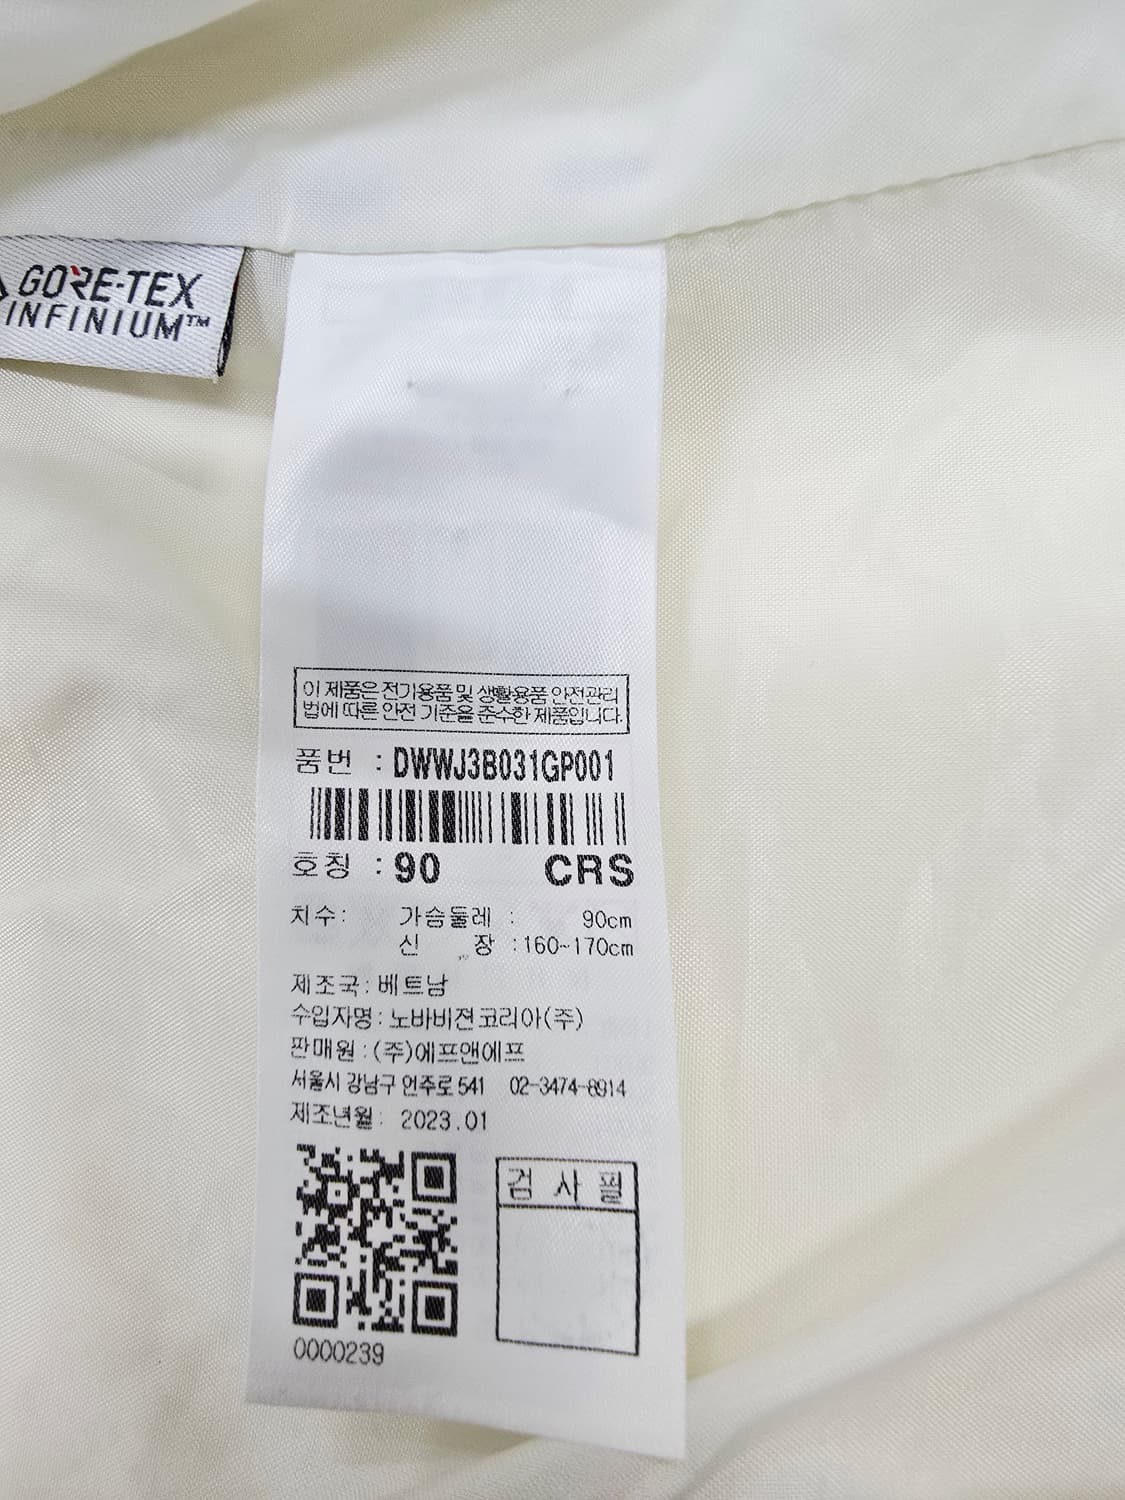 GORE-TEX
INFINIUM™
이 제품은 전기용품 및 생활용품 안전관리
법에 따른 안전 기준을 준수한 제품입니다.
품번 : DWWJ3B031GP001
호칭 : 90 CRS
치수: 가슴둘레 : 90cm
신 장 : 160~170cm
제조국: 베트남
수입자명: 노바비젼코리아(주)
판매원 : (주)에프앤에프
서울시 강남구 언주로 541 02-3474-8914
제조년월: 2023.01
검 사 필
0000239